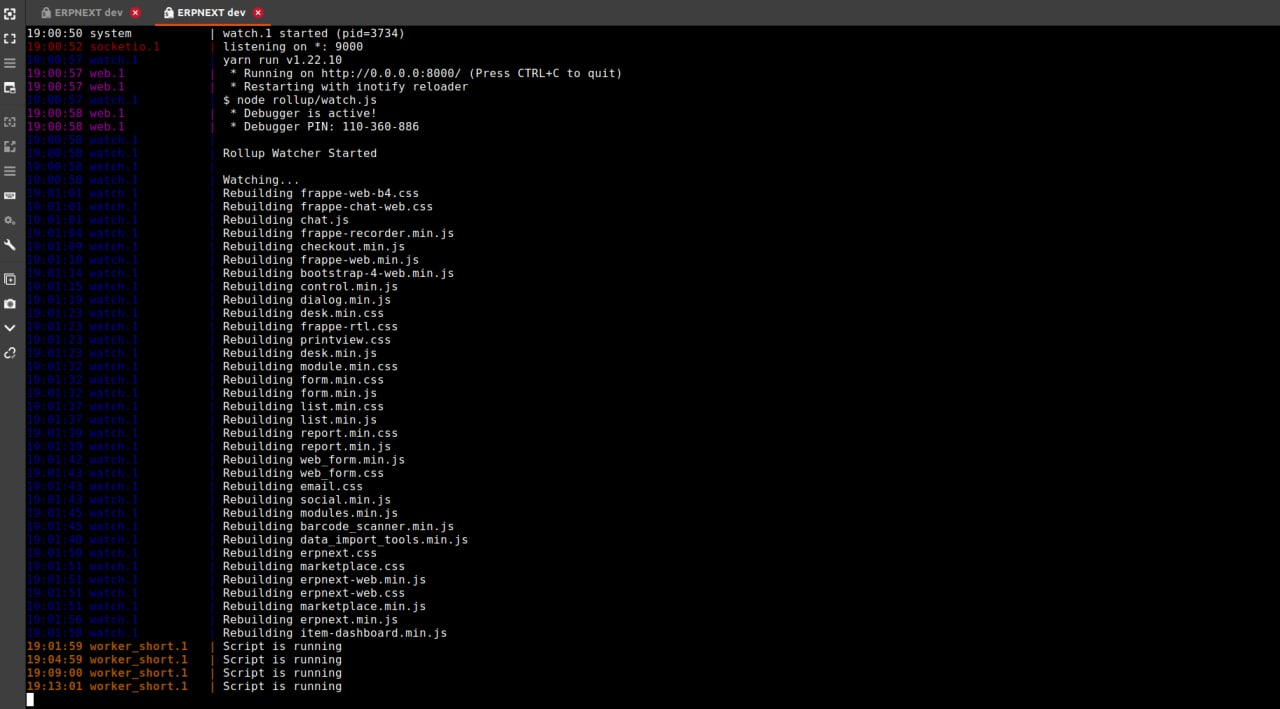 ERPNEXT dev ERPNEXT dev
19:00:50 system | watch.1 started (pid=3734)
19:00:52 socketio.1 | listening on *: 9000
19:00:57 watch.1 | yarn run v1.22.10
19:00:57 web.1 | * Running on http://0.0.0.0:8000/ (Press CTRL+C to quit)
19:00:57 web.1 | * Restarting with inotify reloader
19:00:57 watch.1 | $ node rollup/watch.js
19:00:58 web.1 | * Debugger is active!
19:00:58 web.1 | * Debugger PIN: 110-360-886
19:00:58 watch.1 |
19:00:58 watch.1 | Rollup Watcher Started
19:00:58 watch.1 |
19:00:58 watch.1 | Watching...
19:01:01 watch.1 | Rebuilding frappe-web-b4.css
19:01:01 watch.1 | Rebuilding frappe-chat-web.css
19:01:01 watch.1 | Rebuilding chat.js
19:01:04 watch.1 | Rebuilding frappe-recorder.min.js
19:01:09 watch.1 | Rebuilding checkout.min.js
19:01:10 watch.1 | Rebuilding frappe-web.min.js
19:01:14 watch.1 | Rebuilding bootstrap-4-web.min.js
19:01:15 watch.1 | Rebuilding control.min.js
19:01:19 watch.1 | Rebuilding dialog.min.js
19:01:23 watch.1 | Rebuilding desk.min.css
19:01:23 watch.1 | Rebuilding frappe-rtl.css
19:01:23 watch.1 | Rebuilding printview.css
19:01:23 watch.1 | Rebuilding desk.min.js
19:01:32 watch.1 | Rebuilding module.min.css
19:01:32 watch.1 | Rebuilding form.min.css
19:01:32 watch.1 | Rebuilding form.min.js
19:01:37 watch.1 | Rebuilding list.min.css
19:01:37 watch.1 | Rebuilding list.min.js
19:01:39 watch.1 | Rebuilding report.min.css
19:01:39 watch.1 | Rebuilding report.min.js
19:01:42 watch.1 | Rebuilding web_form.min.js
19:01:43 watch.1 | Rebuilding web_form.css
19:01:43 watch.1 | Rebuilding email.css
19:01:43 watch.1 | Rebuilding social.min.js
19:01:45 watch.1 | Rebuilding modules.min.js
19:01:45 watch.1 | Rebuilding barcode_scanner.min.js
19:01:48 watch.1 | Rebuilding data_import_tools.min.js
19:01:50 watch.1 | Rebuilding erpnext.css
19:01:51 watch.1 | Rebuilding marketplace.css
19:01:51 watch.1 | Rebuilding erpnext-web.min.js
19:01:51 watch.1 | Rebuilding erpnext-web.css
19:01:51 watch.1 | Rebuilding marketplace.min.js
19:01:56 watch.1 | Rebuilding erpnext.min.js
19:01:58 watch.1 | Rebuilding item-dashboard.min.js
19:01:59 worker_short.1 | Script is running
19:04:59 worker_short.1 | Script is running
19:09:00 worker_short.1 | Script is running
19:13:01 worker_short.1 | Script is running